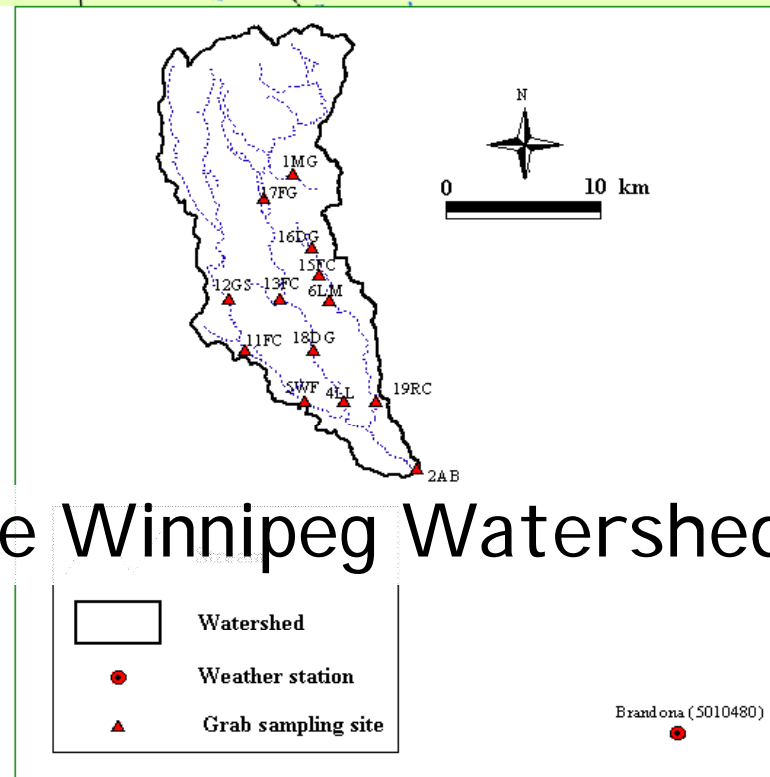 N
0 10 km
1MG
17FG
16DG
15FC
12GS 13FC 6LM
11FC 18DG
5WF 4LL 19RC
2AB
e Winnipeg Watershed
Watershed
Weather station
Grab sampling site
Brandona (5010480)